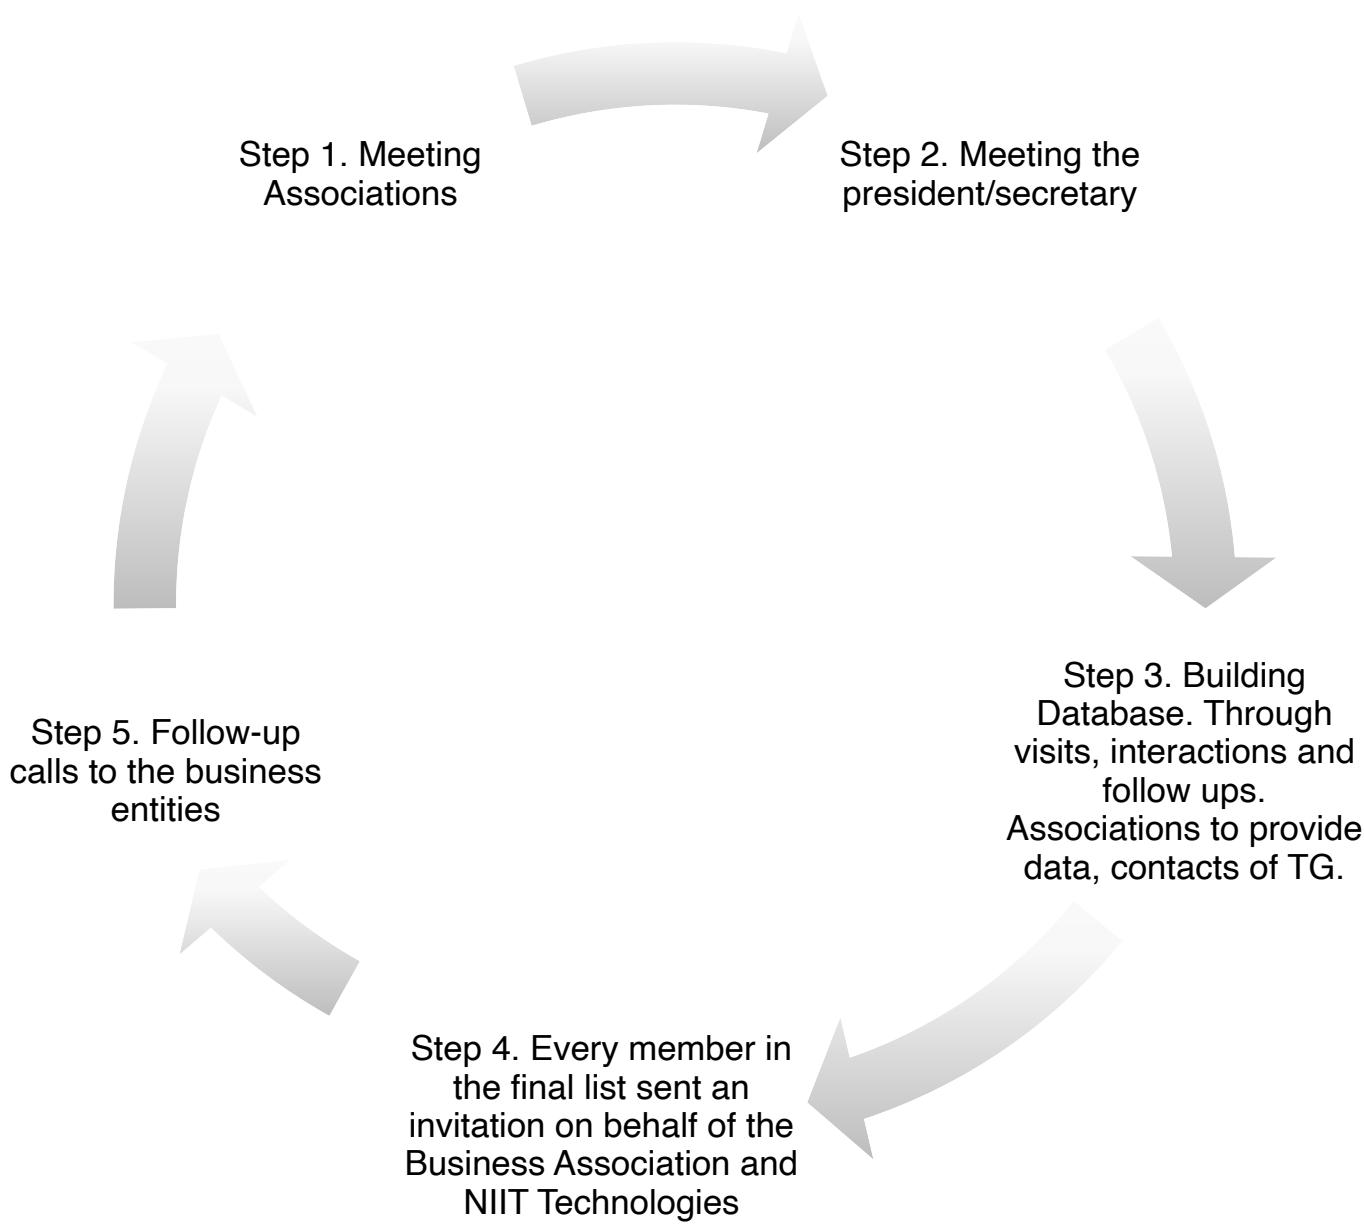 Step 1. Meeting
Associations
Step 2. Meeting the
president/secretary
Step 3. Building
Database. Through
visits, interactions and
follow ups.
Associations to provide
data, contacts of TG.
Step 4. Every member in
the final list sent an
invitation on behalf of the
Business Association and
NIIT Technologies
Step 5. Follow-up
calls to the business
entities